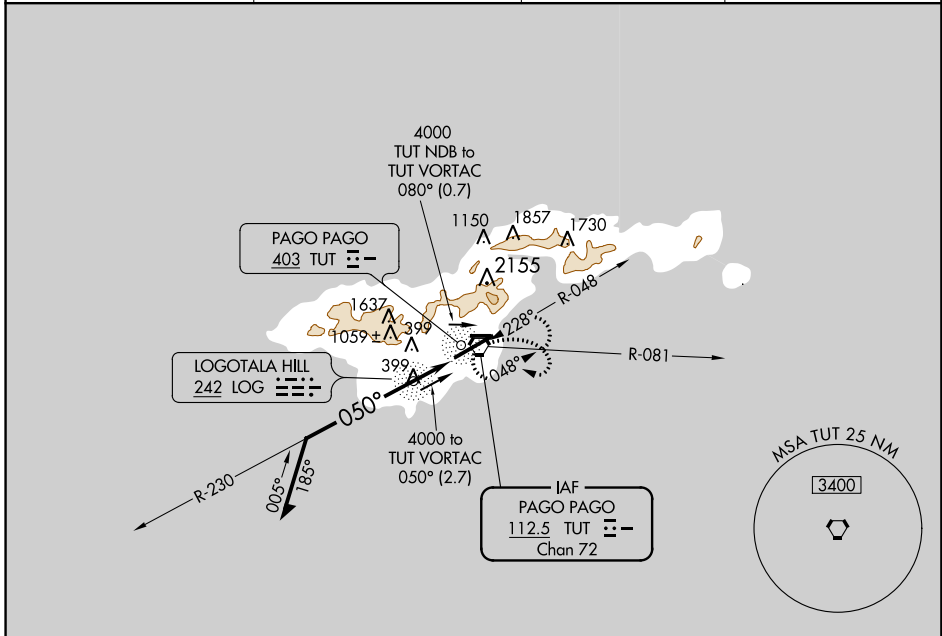 4000
TUT NDB to
TUT VORTAC
080° (0.7)
1150
1857
1730
PAGO PAGO
403 TUT
2155
R-048
1637
228°
1059 ±
399
R-081
LOGOTALA HILL
242 LOG
399
048°
050°
4000 to
TUT VORTAC
050° (2.7)
R-230
005°
185°
IAF
PAGO PAGO
112.5 TUT
Chan 72
MSA TUT 25 NM
3400